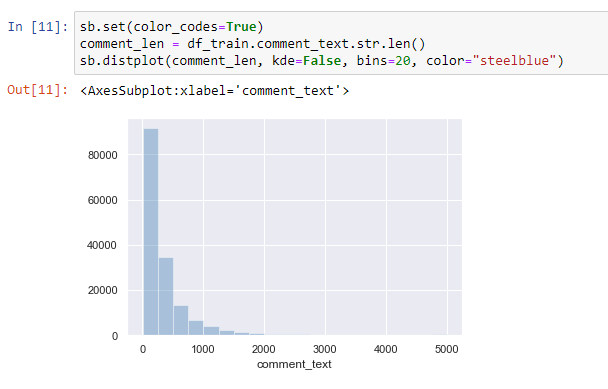 In [11]: sb.set(color_codes=True)
comment_len = df_train.comment_text.str.len()
sb.distplot(comment_len, kde=False, bins=20, color="steelblue")
Out[11]: <AxesSubplot:xlabel='comment_text'>
80000
60000
40000
20000
0
0 1000 2000 3000 4000 5000
comment_text